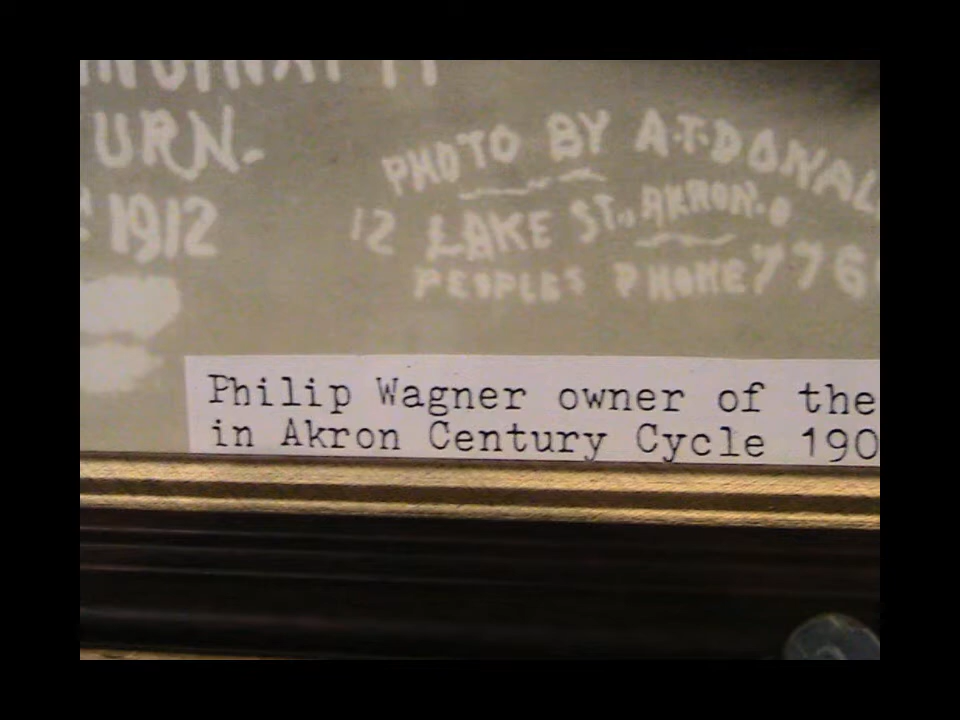 URN.
1912
PHOTO BY A.T.DONAL
12 LAKE ST., AKRON.O
PEOPLES PHONE 776
Philip Wagner owner of the
in Akron Century Cycle 190